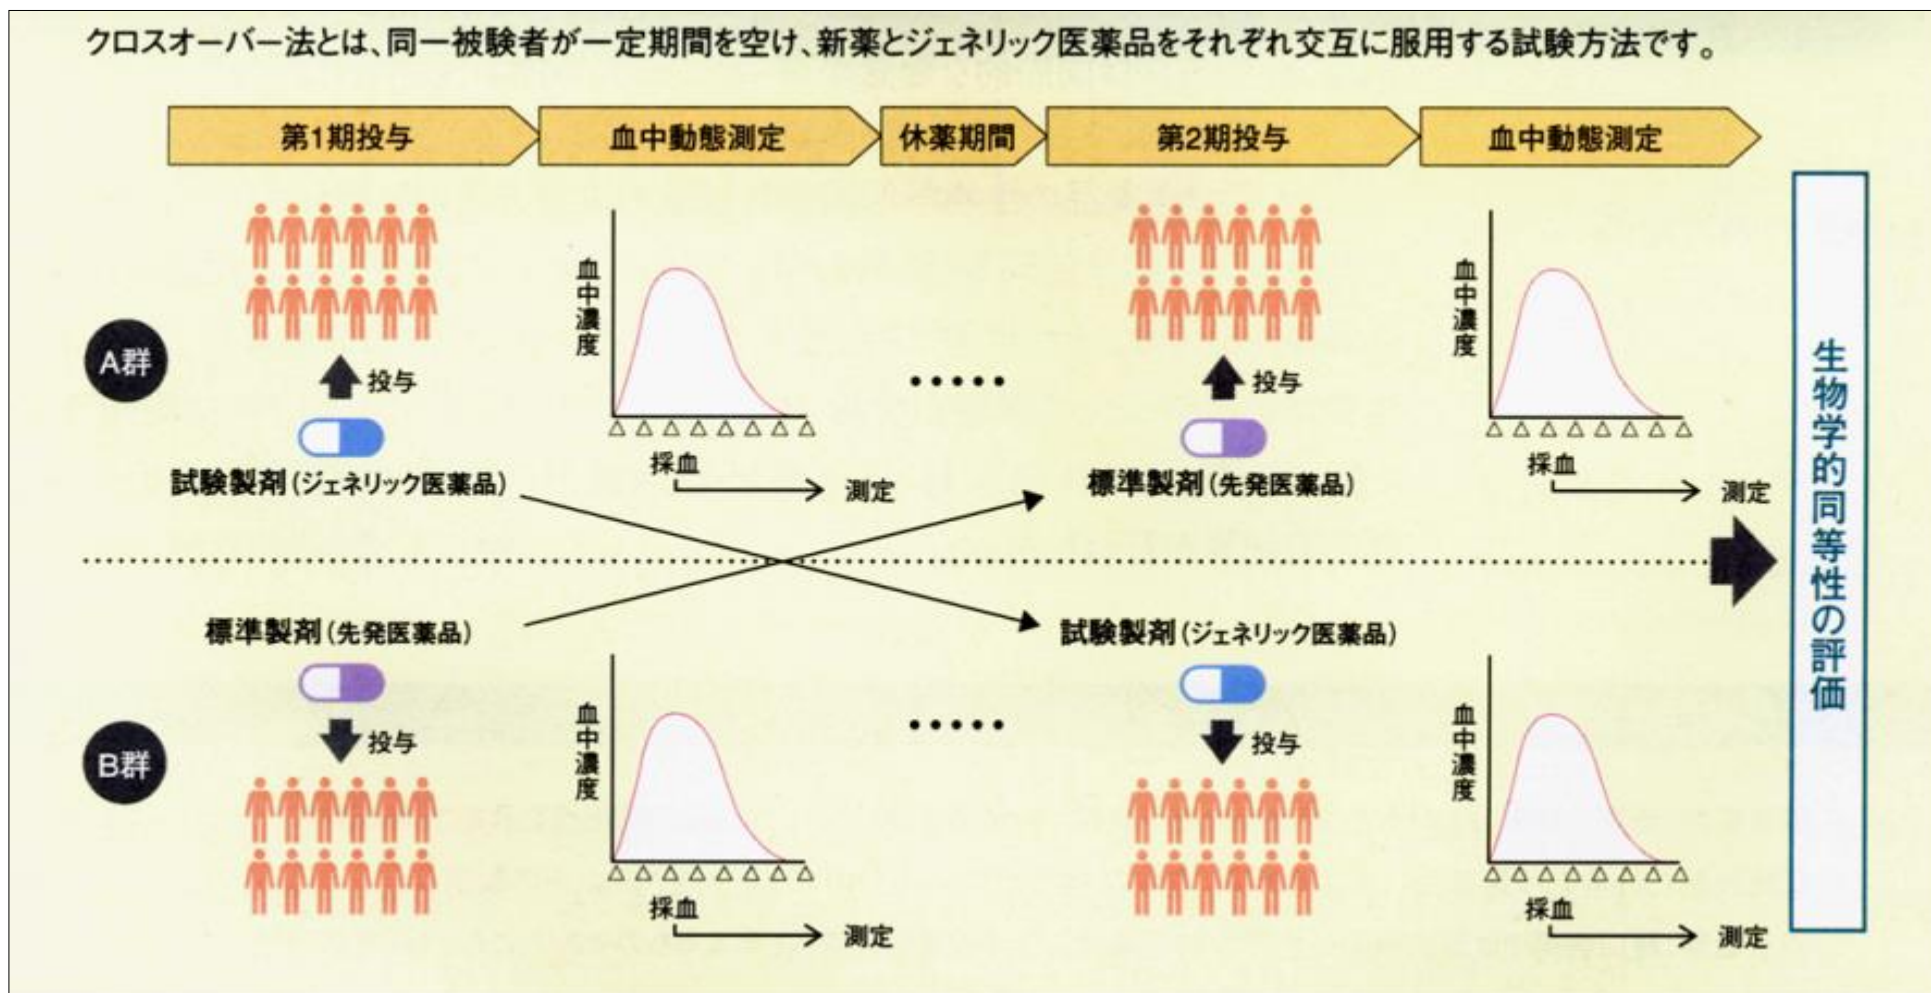 クロスオーバー法とは、同一被験者が一定期間を空け、新薬とジェネリック医薬品をそれぞれ交互に服用する試験方法です。
第1期投与
血中動態測定
休薬期間
第2期投与
血中動態測定
A群
投与
試験製剤(ジェネリック医薬品)
血中濃度
採血
測定
•••••
投与
標準製剤(先発医薬品)
血中濃度
採血
測定
B群
標準製剤(先発医薬品)
投与
血中濃度
採血
測定
•••••
試験製剤(ジェネリック医薬品)
投与
血中濃度
採血
測定
生物学的同等性の評価